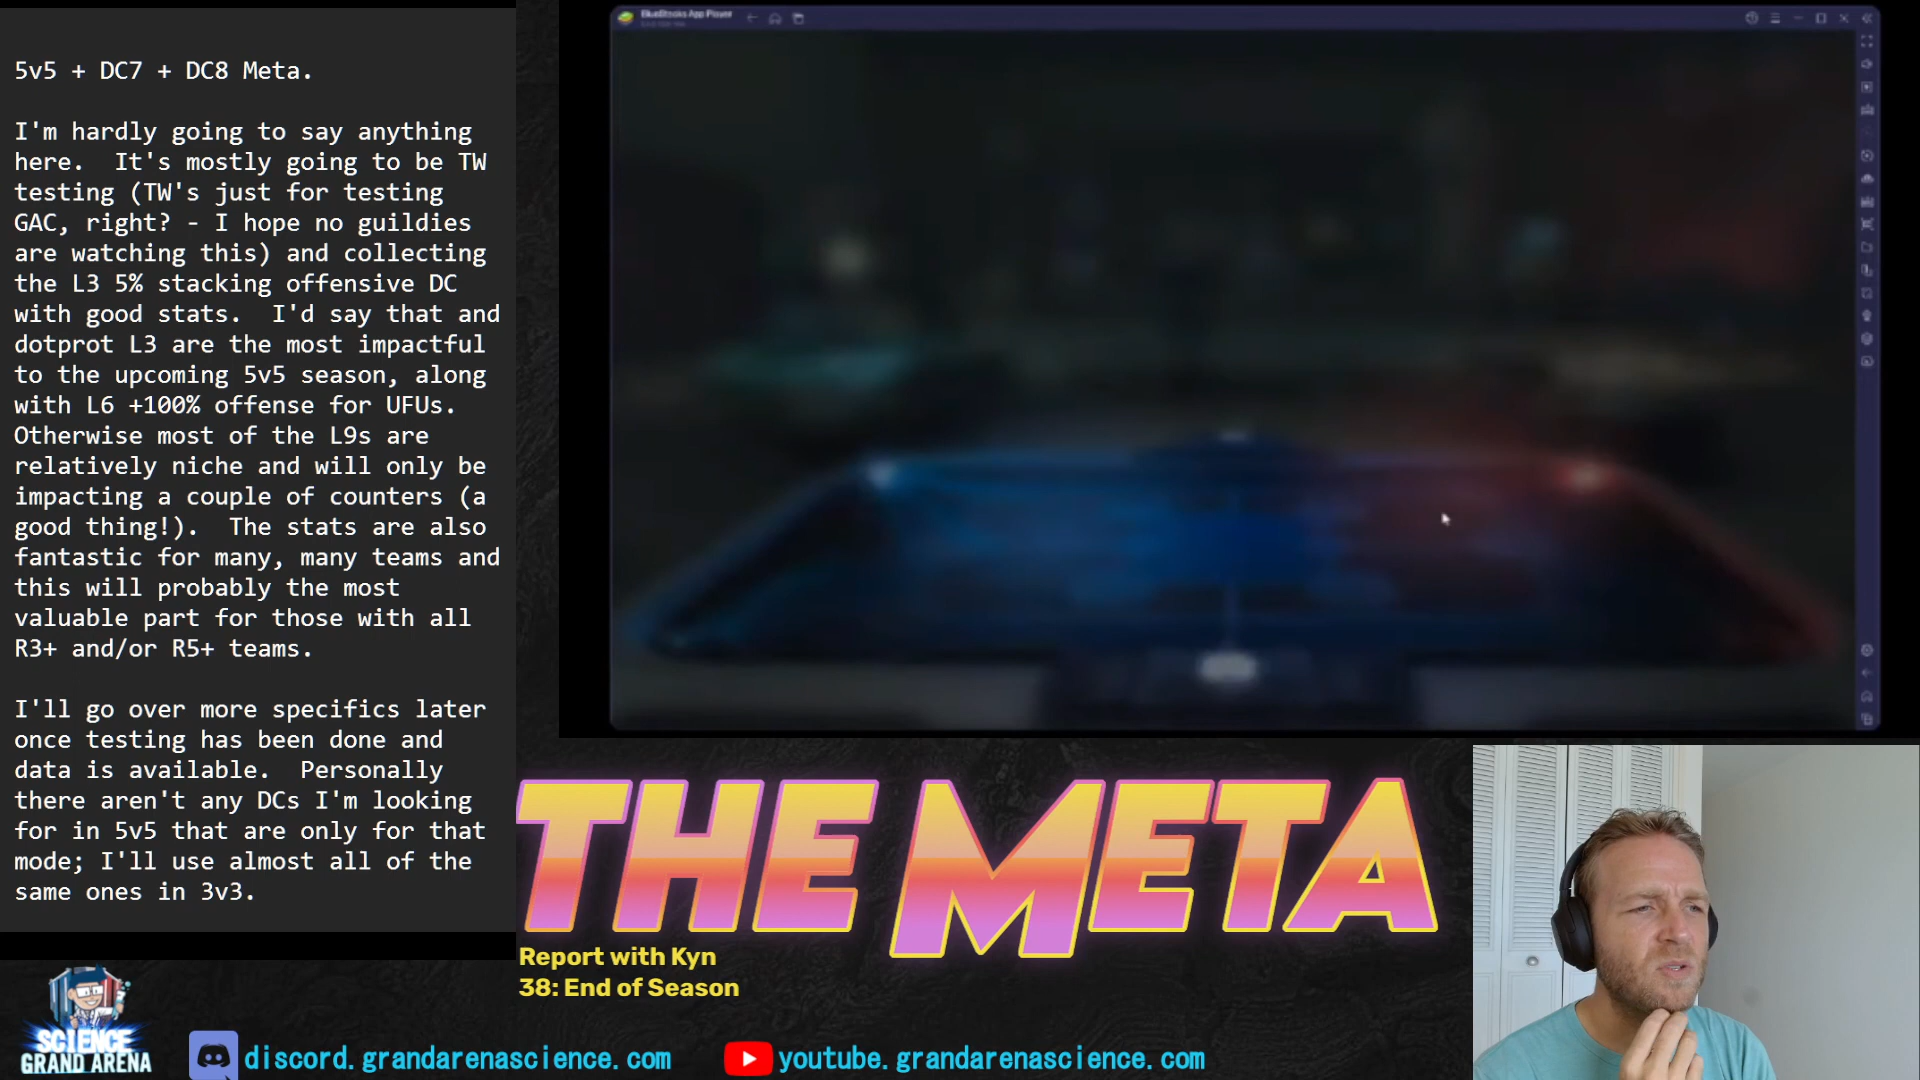 5v5 + DC7 + DC8 Meta.
I'm hardly going to say anything
here.  It's mostly going to be TW
testing (TW's just for testing
GAC, right? - I hope no guildies
are watching this) and collecting
the L3 5% stacking offensive DC
with good stats.  I'd say that and
dotprot L3 are the most impactful
to the upcoming 5v5 season, along
with L6 +100% offense for UFUs.
Otherwise most of the L9s are
relatively niche and will only be
impacting a couple of counters (a
good thing!).  The stats are also
fantastic for many, many teams and
this will probably the most
valuable part for those with all
R3+ and/or R5+ teams.
I'll go over more specifics later
once testing has been done and
data is available.  Personally
there aren't any DCs I'm looking
for in 5v5 that are only for that
mode; I'll use almost all of the
same ones in 3v3.
BlueStacks App Player
THE META
Report with Kyn
38: End of Season
SCIENCE
GRAND ARENA
discord.grandarenascience.com
youtube.grandarenascience.com